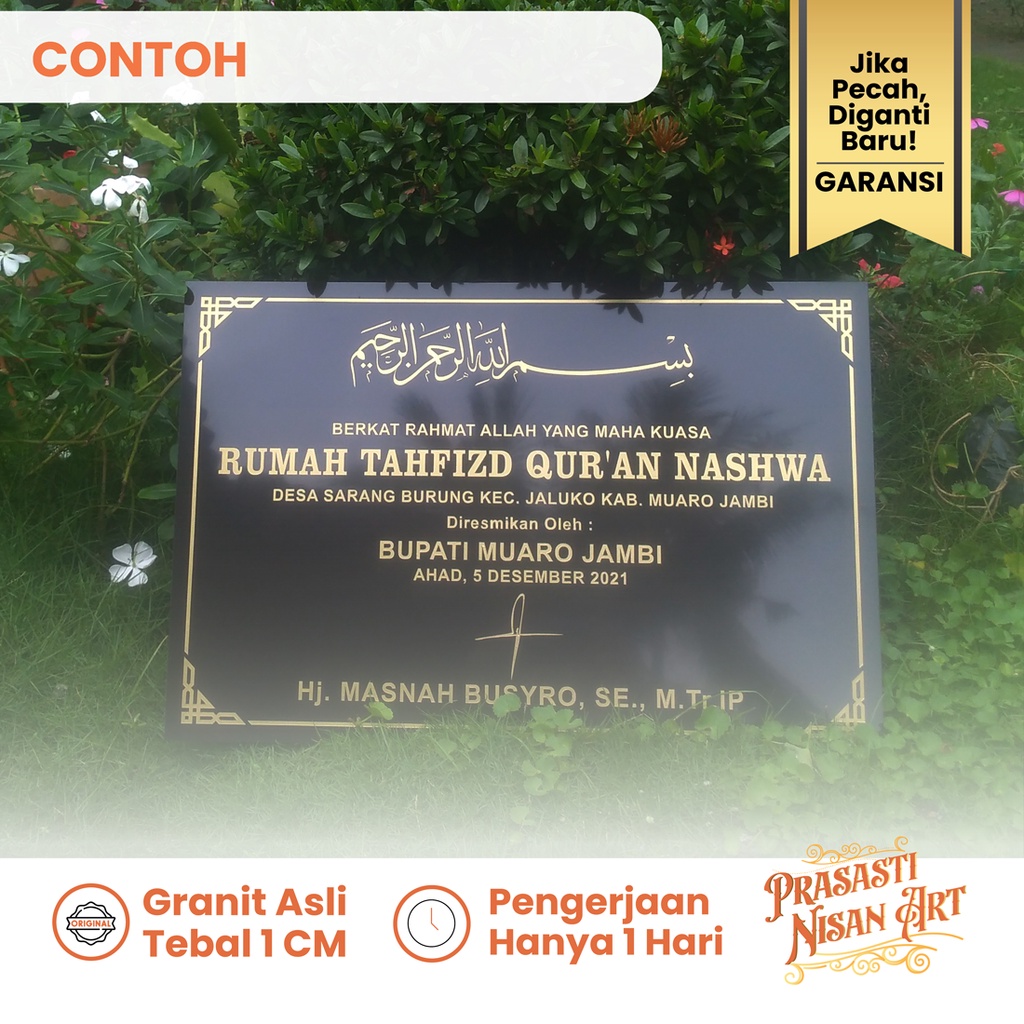 CONTOH
Jika
Pecah,
Diganti
Baru!
GARANSI
بسم الله الرحمن الرحيم
BERKAT RAHMAT ALLAH YANG MAHA KUASA
RUMAH TAHFIZD QUR'AN NASHWA
DESA SARANG BURUNG KEC. JALUKO KAB. MUARO JAMBI
Diresmikan Oleh :
BUPATI MUARO JAMBI
AHAD, 5 DESEMBER 2021
Hj. MASNAH BUSYRO, SE., M.Tr.iP
ORIGINAL
Granit Asli
Tebal 1 CM
Pengerjaan
Hanya 1 Hari
PRASASTI
NISAN ART